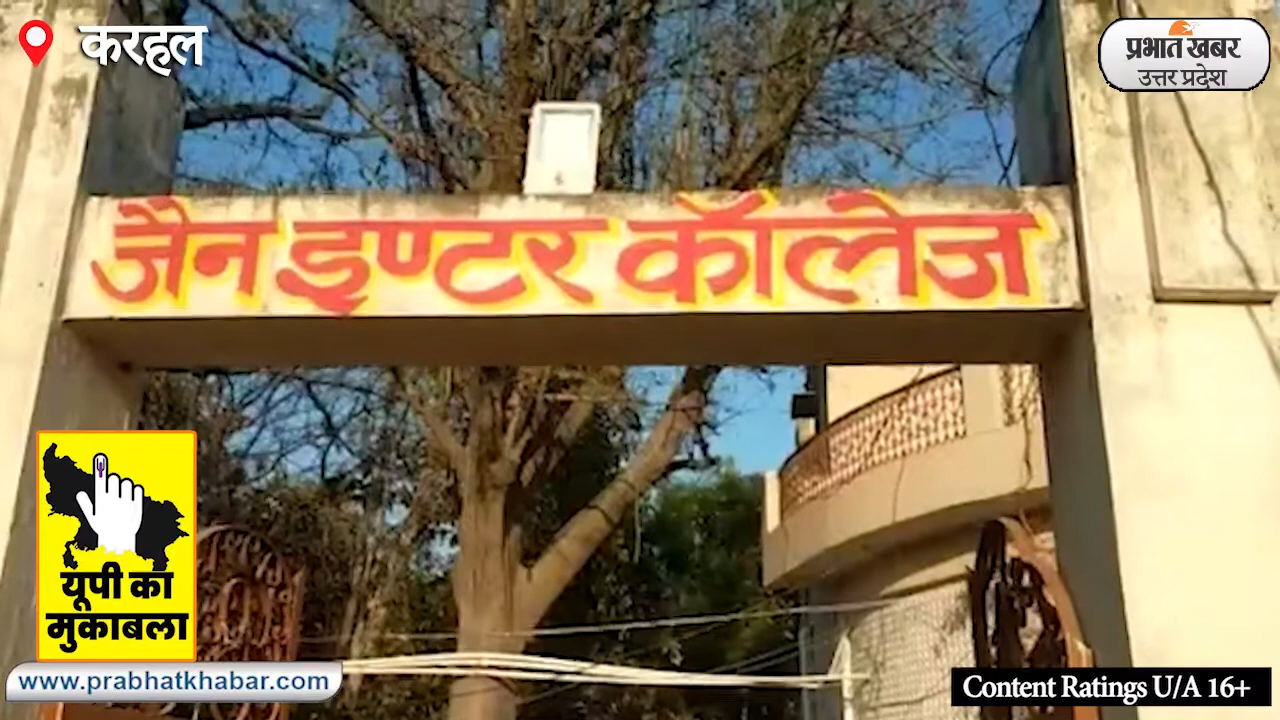 करहल
प्रभात खबर
उत्तर प्रदेश
जैन इण्टर कॉलेज
यूपी का
मुकाबला
www.prabhatkhabar.com
Content Ratings U/A 16+